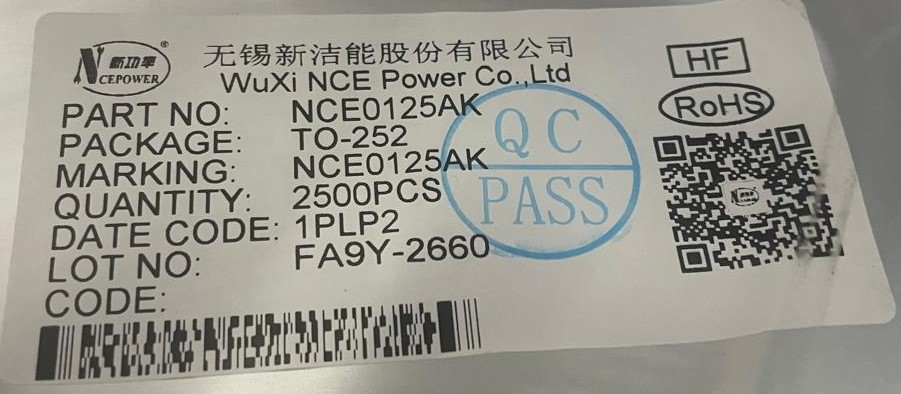 新功率®
NCEPOWER
无锡新洁能股份有限公司
WuXi NCE Power Co.,Ltd
HF
RoHS
PART NO: NCE0125AK
PACKAGE: TO-252
MARKING: NCE0125AK
QUANTITY: 2500PCS
DATE CODE: 1PLP2
LOT NO: FA9Y-2660
CODE:
QC
PASS